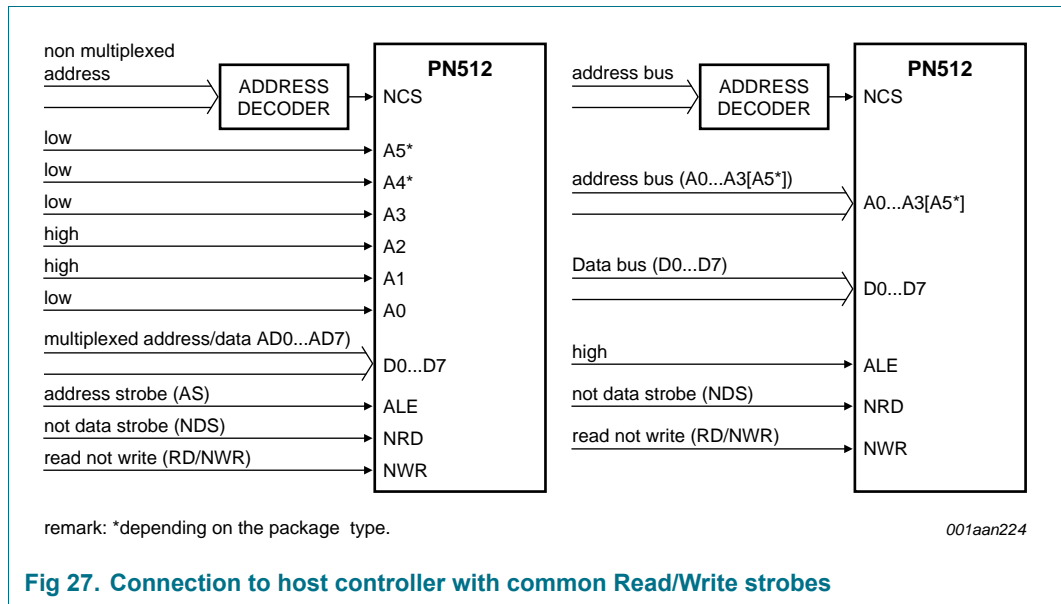 non multiplexed
address
ADDRESS
DECODER
PN512
NCS
low
A5*
low
A4*
low
A3
high
A2
high
A1
low
A0
multiplexed address/data AD0...AD7)
D0...D7
address strobe (AS)
ALE
not data strobe (NDS)
NRD
read not write (RD/NWR)
NWR
address bus
ADDRESS
DECODER
PN512
NCS
address bus (A0...A3[A5*])
A0...A3[A5*]
Data bus (D0...D7)
D0...D7
high
ALE
not data strobe (NDS)
NRD
read not write (RD/NWR)
NWR
remark: *depending on the package type.
001aan224
Fig 27. Connection to host controller with common Read/Write strobes